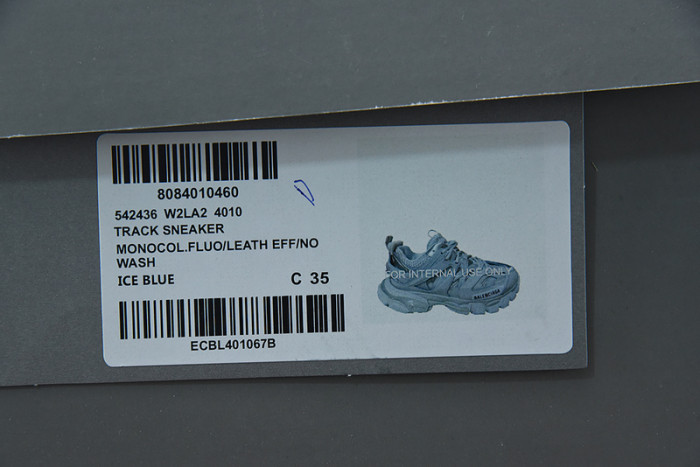 8084010460
542436 W2LA2 4010
TRACK SNEAKER
MONOCOL.FLUO/LEATH EFF/NO
WASH
ICE BLUE C 35
ECBL401067B
FOR INTERNAL USE ONLY
BALENCIAGA